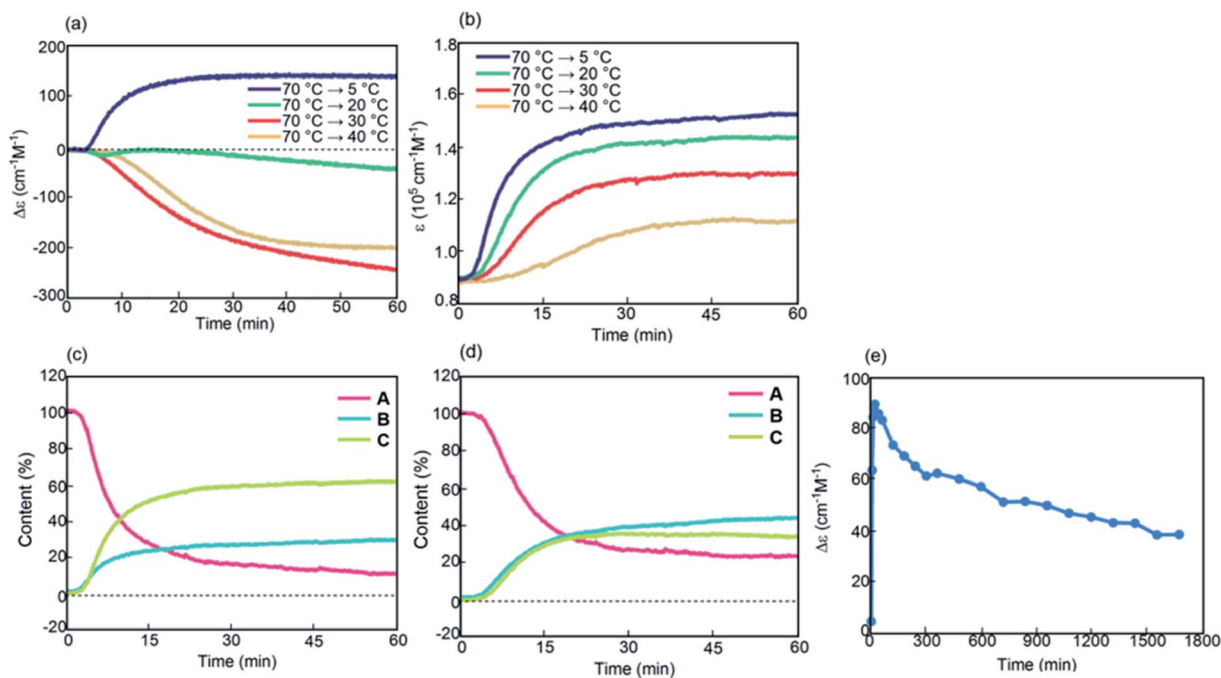 (a)
200
100
0
-100
-200
-300
Δε (cm⁻¹M⁻¹)
70 °C → 5 °C
70 °C → 20 °C
70 °C → 30 °C
70 °C → 40 °C
0 10 20 30 40 50 60
Time (min)
(b)
1.8
1.6
1.4
1.2
1.0
0.8
ε (10⁵ cm⁻¹M⁻¹)
70 °C → 5 °C
70 °C → 20 °C
70 °C → 30 °C
70 °C → 40 °C
0 15 30 45 60
Time (min)
(c)
120
100
80
60
40
20
0
-20
Content (%)
A
B
C
0 15 30 45 60
Time (min)
(d)
120
100
80
60
40
20
0
-20
Content (%)
A
B
C
0 15 30 45 60
Time (min)
(e)
100
80
60
40
20
0
Δε (cm⁻¹M⁻¹)
0 300 600 900 1200 1500 1800
Time (min)